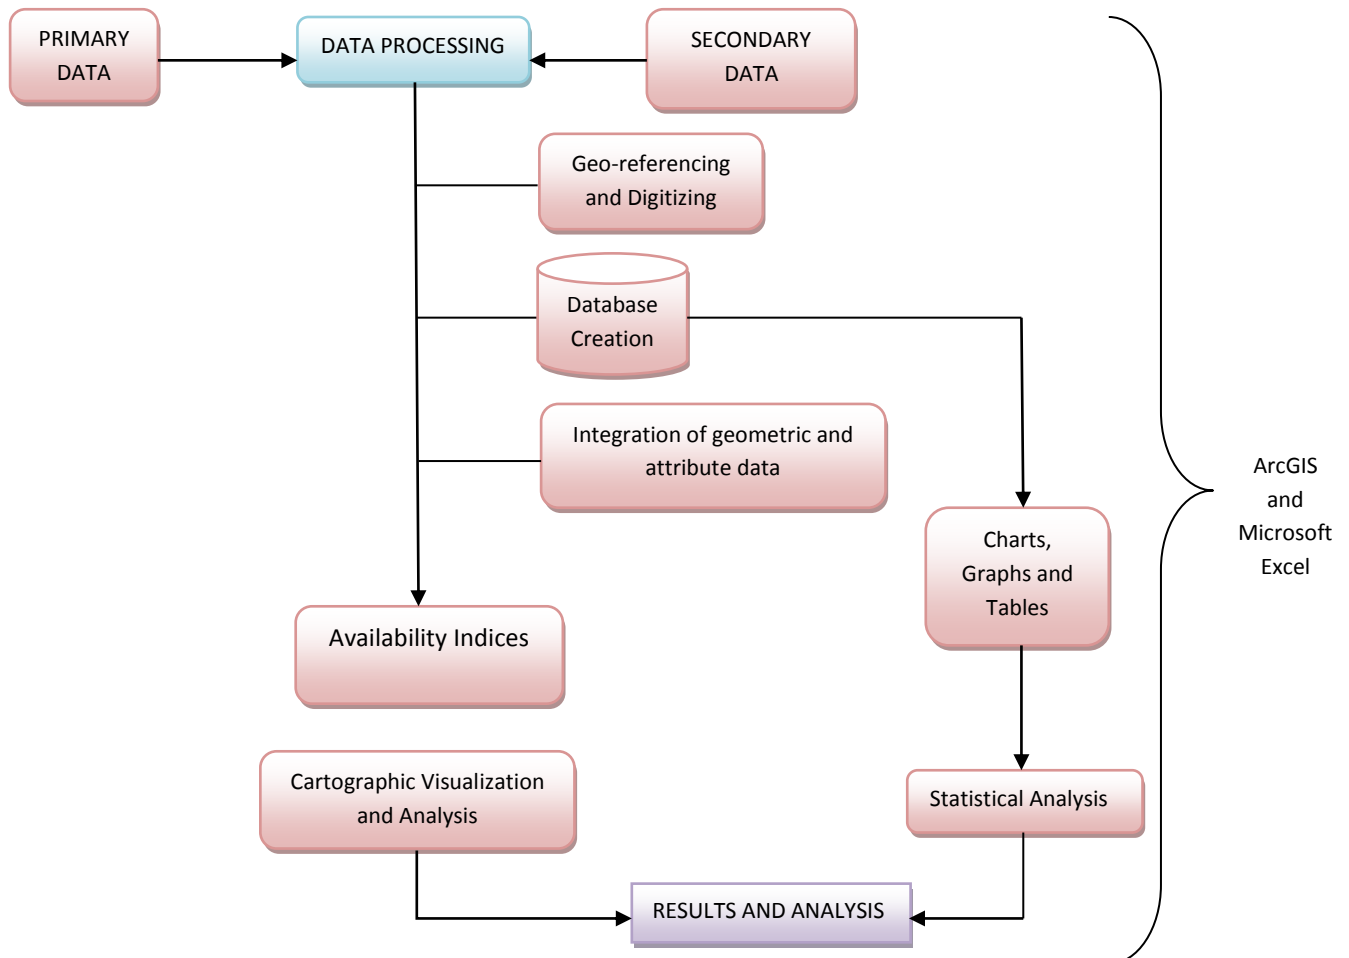 PRIMARY
DATA
DATA PROCESSING
SECONDARY
DATA
Geo-referencing
and Digitizing
Database
Creation
Integration of geometric and
attribute data
ArcGIS
and
Microsoft
Excel
Charts,
Graphs and
Tables
Availability Indices
Cartographic Visualization
and Analysis
Statistical Analysis
RESULTS AND ANALYSIS